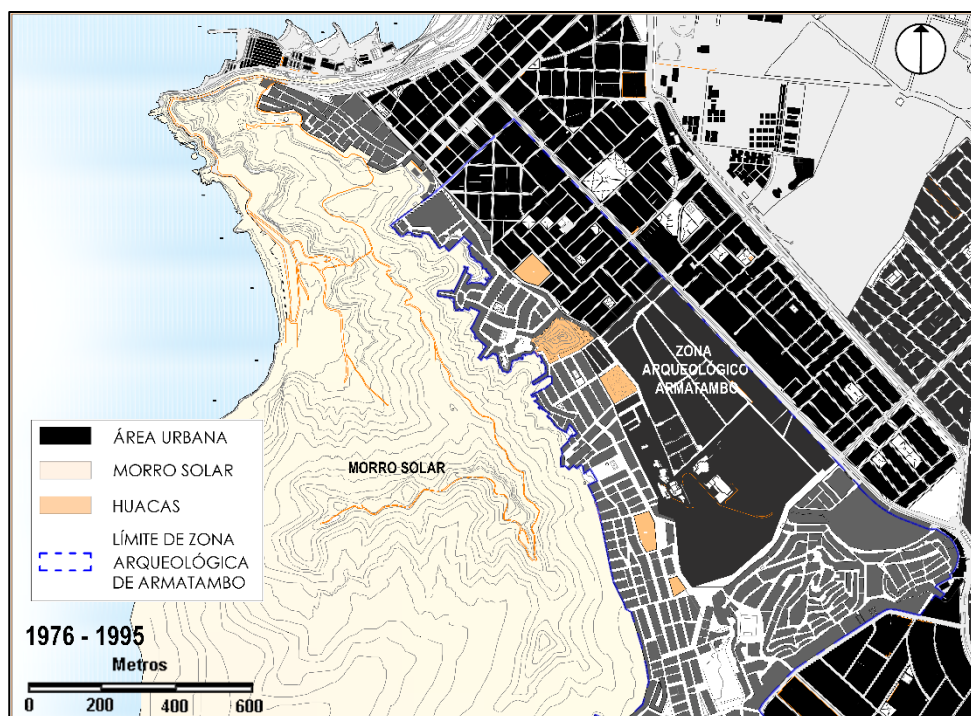 ZONA
ARQUEOLÓGICO
ARMATAMBO
MORRO SOLAR
ÁREA URBANA
MORRO SOLAR
HUACAS
LÍMITE DE ZONA
ARQUEOLÓGICA
DE ARMATAMBO
1976 - 1995
Metros
0 200 400 600